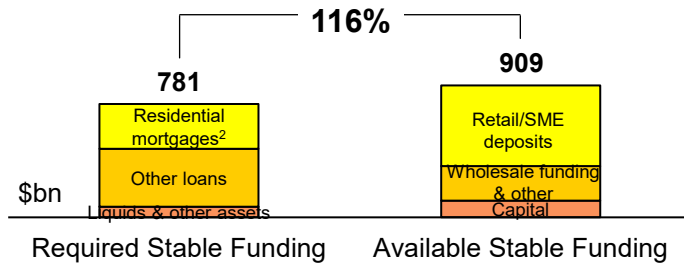 116%
781
909
Residential
mortgages²
Retail/SME
deposits
Other loans
Wholesale funding
& other
$bn
Liquids & other assets
Capital
Required Stable Funding
Available Stable Funding